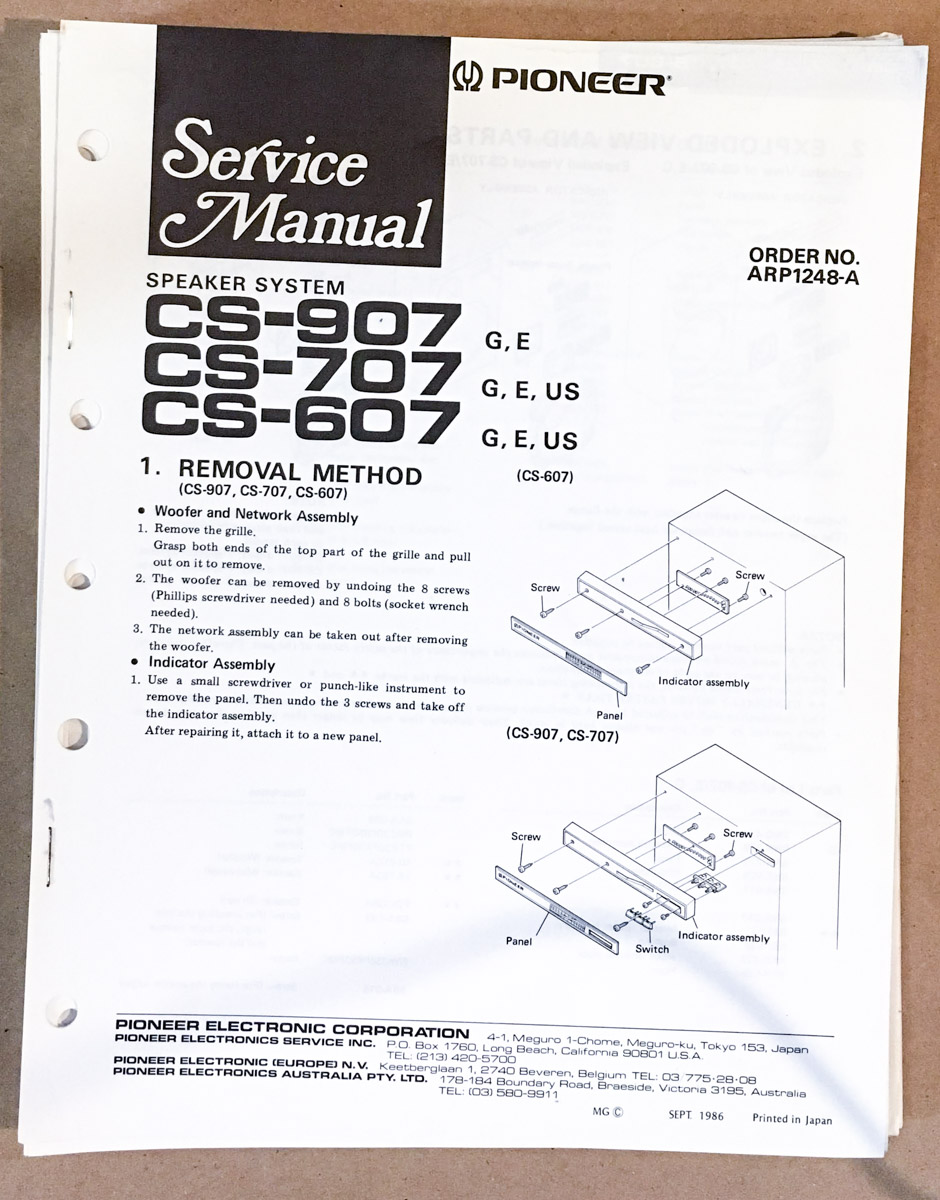 Service
Manual
PIONEER
ORDER NO.
ARP1248-A
SPEAKER SYSTEM
CS-907 G, E
CS-707 G, E, US
CS-607 G, E, US
1. REMOVAL METHOD
(CS-907, CS-707, CS-607)
• Woofer and Network Assembly
1. Remove the grille.
Grasp both ends of the top part of the grille and pull
out on it to remove.
2. The woofer can be removed by undoing the 8 screws
(Phillips screwdriver needed) and 8 bolts (socket wrench
needed).
3. The network assembly can be taken out after removing
the woofer.
• Indicator Assembly
1. Use a small screwdriver or punch-like instrument to
remove the panel. Then undo the 3 screws and take off
the indicator assembly.
After repairing it, attach it to a new panel.
(CS-607)
Screw
Screw
PIONEER
Indicator assembly
Panel
(CS-907, CS-707)
Screw
Screw
PIONEER
Panel
Switch
Indicator assembly
PIONEER ELECTRONIC CORPORATION 4-1, Meguro 1-Chome, Meguro-ku, Tokyo 153, Japan
PIONEER ELECTRONICS SERVICE INC. P.O. Box 1760, Long Beach, California 90801 U.S.A.
TEL: (213) 420-5700
PIONEER ELECTRONIC (EUROPE) N.V. Keetberglaan 1, 2740 Beveren, Belgium TEL: 03/775·28·08
PIONEER ELECTRONICS AUSTRALIA PTY. LTD. 178-184 Boundary Road, Braeside, Victoria 3195, Australia
TEL: (03) 580-9911
MG Ⓒ SEPT. 1986 Printed in Japan